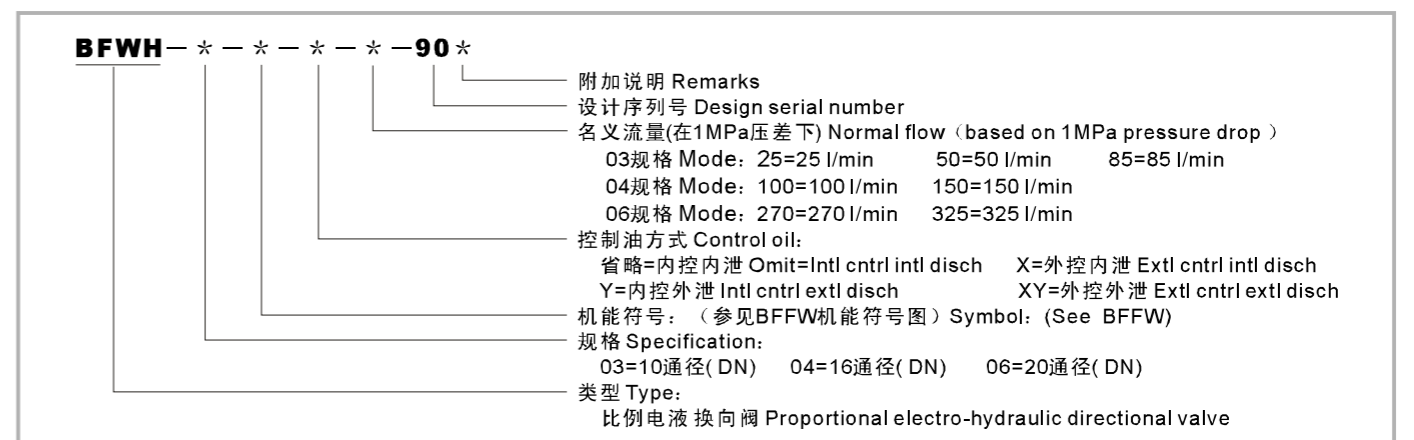 BFWH－＊－＊－＊－＊－90＊
附加说明 Remarks
设计序列号 Design serial number
名义流量(在1MPa压差下) Normal flow（based on 1MPa pressure drop ）
03规格 Mode：25=25 l/min 50=50 l/min 85=85 l/min
04规格 Mode：100=100 l/min 150=150 l/min
06规格 Mode：270=270 l/min 325=325 l/min
控制油方式 Control oil：
省略=内控内泄 Omit=Intl cntrl intl disch X=外控内泄 Extl cntrl intl disch
Y=内控外泄 Intl cntrl extl disch XY=外控外泄 Extl cntrl extl disch
机能符号：（参见BFFW机能符号图）Symbol：(See BFFW)
规格 Specification：
03=10通径( DN) 04=16通径( DN) 06=20通径( DN)
类型 Type：
比例电液换向阀 Proportional electro-hydraulic directional valve